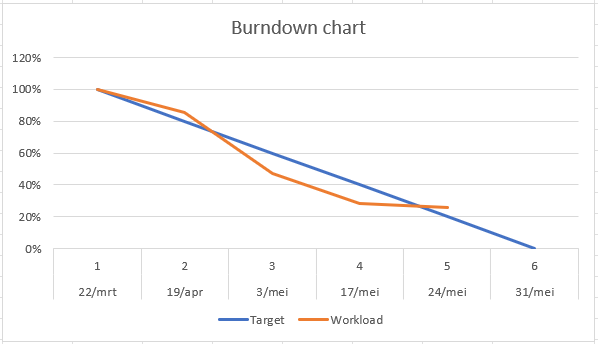 Burndown chart
120%
100%
80%
60%
40%
20%
0%
1 2 3 4 5 6
22/mrt 19/apr 3/mei 17/mei 24/mei 31/mei
Target Workload